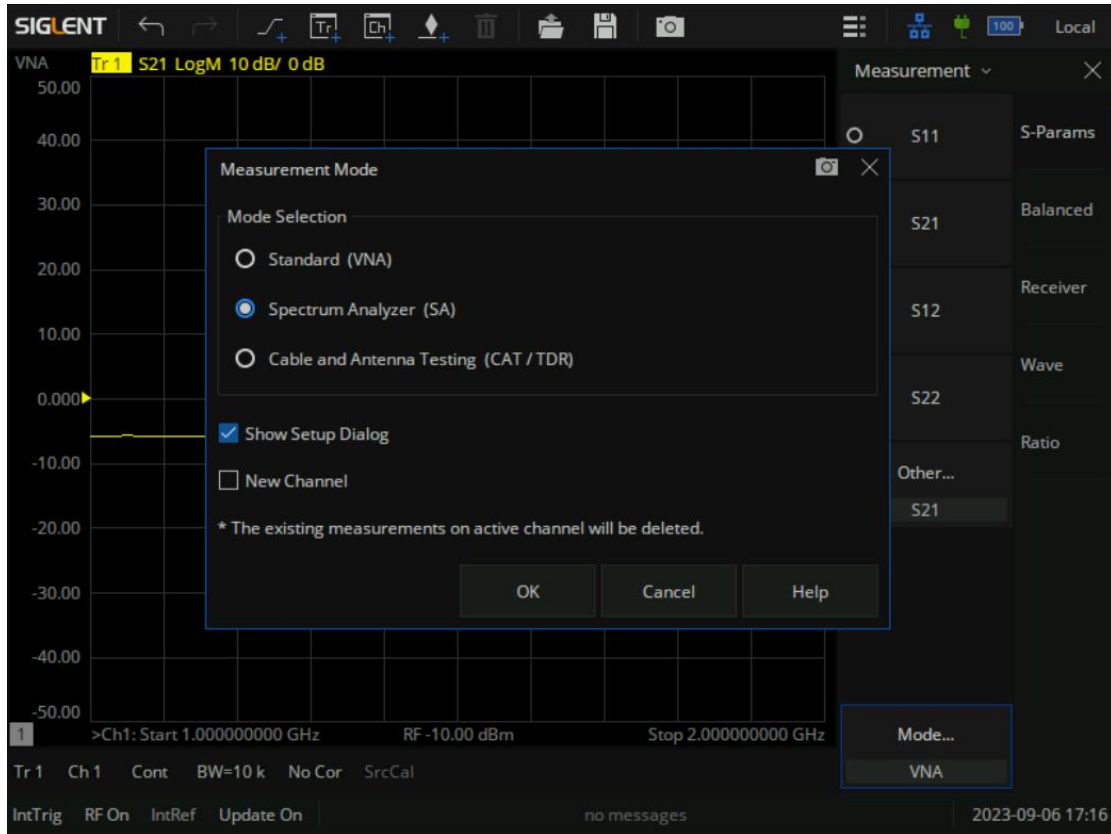 SIGLENT Tr Ch 100 Local
VNA Tr 1 S21 LogM 10 dB/ 0 dB
Measurement
50.00
40.00
30.00
20.00
10.00
0.000
-10.00
-20.00
-30.00
-40.00
-50.00
Measurement Mode
Mode Selection
Standard (VNA)
Spectrum Analyzer (SA)
Cable and Antenna Testing (CAT / TDR)
Show Setup Dialog
New Channel
* The existing measurements on active channel will be deleted.
OK Cancel Help
S11
S21
S12
S22
Other...
S21
Mode...
VNA
S-Params
Balanced
Receiver
Wave
Ratio
1 >Ch1: Start 1.000000000 GHz RF -10.00 dBm Stop 2.000000000 GHz
Tr 1 Ch 1 Cont BW=10 k No Cor SrcCal
IntTrig RF On IntRef Update On no messages 2023-09-06 17:16